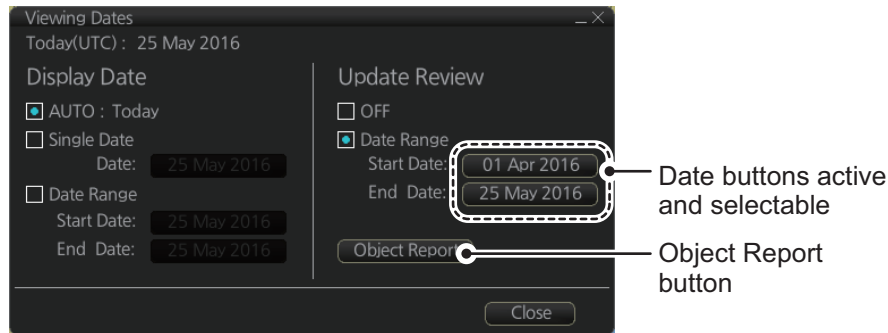 Viewing Dates
Today(UTC) : 25 May 2016
Display Date
AUTO : Today
Single Date
Date: 25 May 2016
Date Range
Start Date: 25 May 2016
End Date: 25 May 2016
Update Review
OFF
Date Range
Start Date: 01 Apr 2016
End Date: 25 May 2016
Object Report
Close
Date buttons active
and selectable
Object Report
button